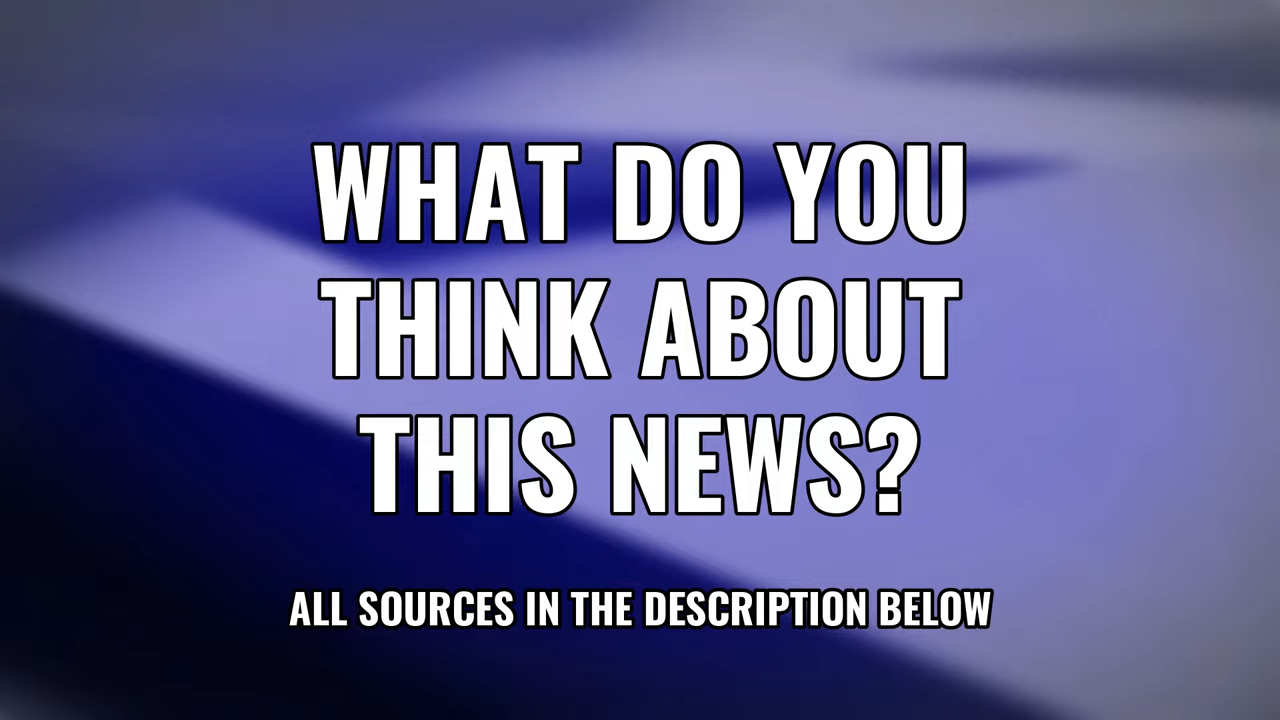 WHAT DO YOU
THINK ABOUT
THIS NEWS?
ALL SOURCES IN THE DESCRIPTION BELOW